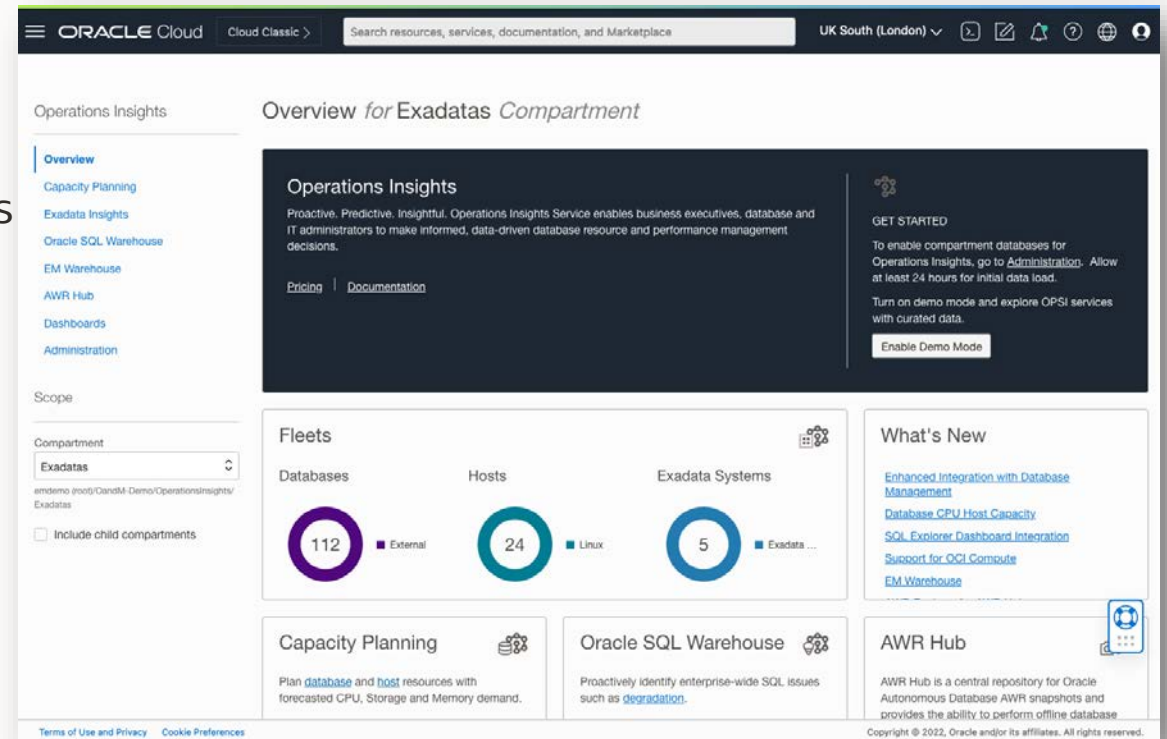 ORACLE Cloud
Cloud Classic >
Search resources, services, documentation, and Marketplace
UK South (London)
s
Operations Insights
Overview
Capacity Planning
Exadata Insights
Oracle SQL Warehouse
EM Warehouse
AWR Hub
Dashboards
Administration
Scope
Compartment
Exadatas
emdemo (root)/OandM-Demo/OperationsInsights/
Exadatas
Include child compartments
Overview for Exadatas Compartment
Operations Insights
Proactive. Predictive. Insightful. Operations Insights Service enables business executives, database and
IT administrators to make informed, data-driven database resource and performance management
decisions.
Pricing | Documentation
GET STARTED
To enable compartment databases for
Operations Insights, go to Administration. Allow
at least 24 hours for initial data load.
Turn on demo mode and explore OPSI services
with curated data.
Enable Demo Mode
Fleets
Databases
112
External
Hosts
24
Linux
Exadata Systems
5
Exadata ...
What's New
Enhanced Integration with Database
Management
Database CPU Host Capacity
SQL Explorer Dashboard Integration
Support for OCI Compute
EM Warehouse
Capacity Planning
Plan database and host resources with
forecasted CPU, Storage and Memory demand.
Oracle SQL Warehouse
Proactively identify enterprise-wide SQL issues
such as degradation.
AWR Hub
AWR Hub is a central repository for Oracle
Autonomous Database AWR snapshots and
provides the ability to perform offline database
Terms of Use and Privacy Cookie Preferences
Copyright © 2022, Oracle and/or its affiliates. All rights reserved.